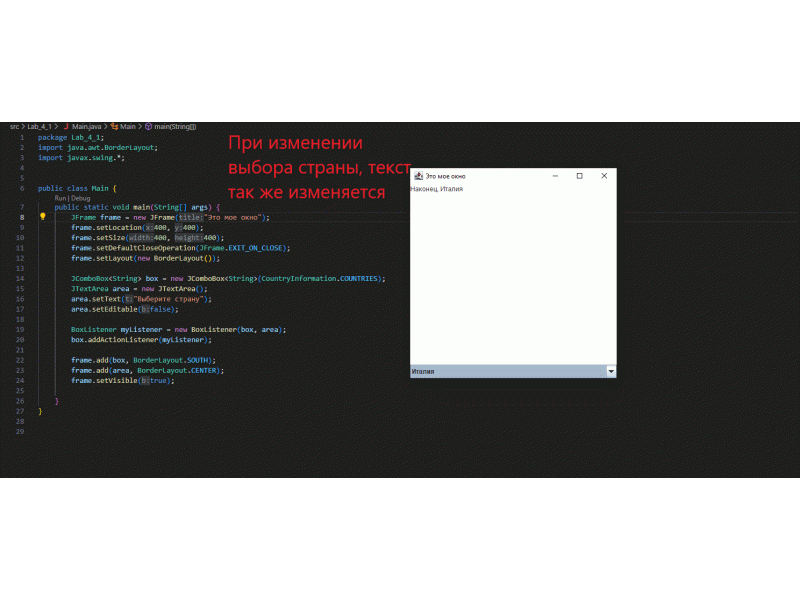 src > Lab_4_1 > Main.java > Main > main(String[])
1 package Lab_4_1;
2 import java.awt.BorderLayout;
3 import javax.swing.*;
4
5
6 public class Main {
Run | Debug
7 public static void main(String[] args) {
8 JFrame frame = new JFrame(title:"Это мое окно");
9 frame.setLocation(x:400, y:400);
10 frame.setSize(width:400, height:400);
11 frame.setDefaultCloseOperation(JFrame.EXIT_ON_CLOSE);
12 frame.setLayout(new BorderLayout());
13
14 JComboBox<String> box = new JComboBox<String>(CountryInformation.COUNTRIES);
15 JTextArea area = new JTextArea();
16 area.setText(t:"Выберите страну");
17 area.setEditable(b:false);
18
19 BoxListener myListener = new BoxListener(box, area);
20 box.addActionListener(myListener);
21
22 frame.add(box, BorderLayout.SOUTH);
23 frame.add(area, BorderLayout.CENTER);
24 frame.setVisible(b:true);
25
26 }
27 }
28
29
При изменении
выбора страны, текст
так же изменяется
Это мое окно
Наконец, Италия
Италия